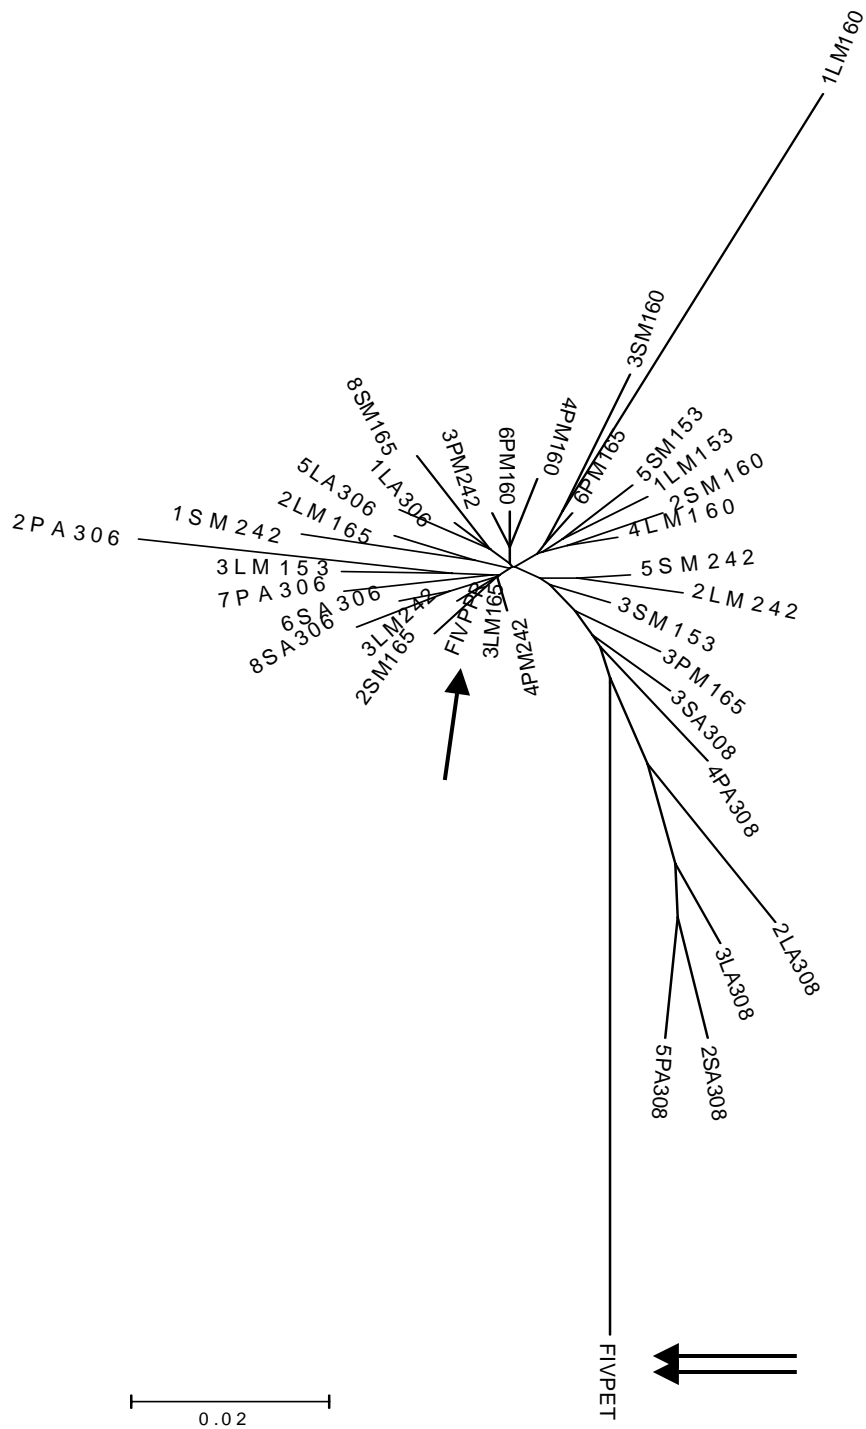 1LM160
3SM160
8SM165
3PM242
6PM160
4PM160
6PM165
5SM153
1LM153
2SM160
4LM160
5LA306
1LA306
2LM165
1SM242
2PA306
3LM153
7PA306
6SA306
8SA306
3LM242
2SM165
FIVPPR
3LM165
4PM242
5SM242
2LM242
3SM153
3PM165
3SA308
4PA308
2LA308
3LA308
2SA308
5PA308
FIVPET
0.02